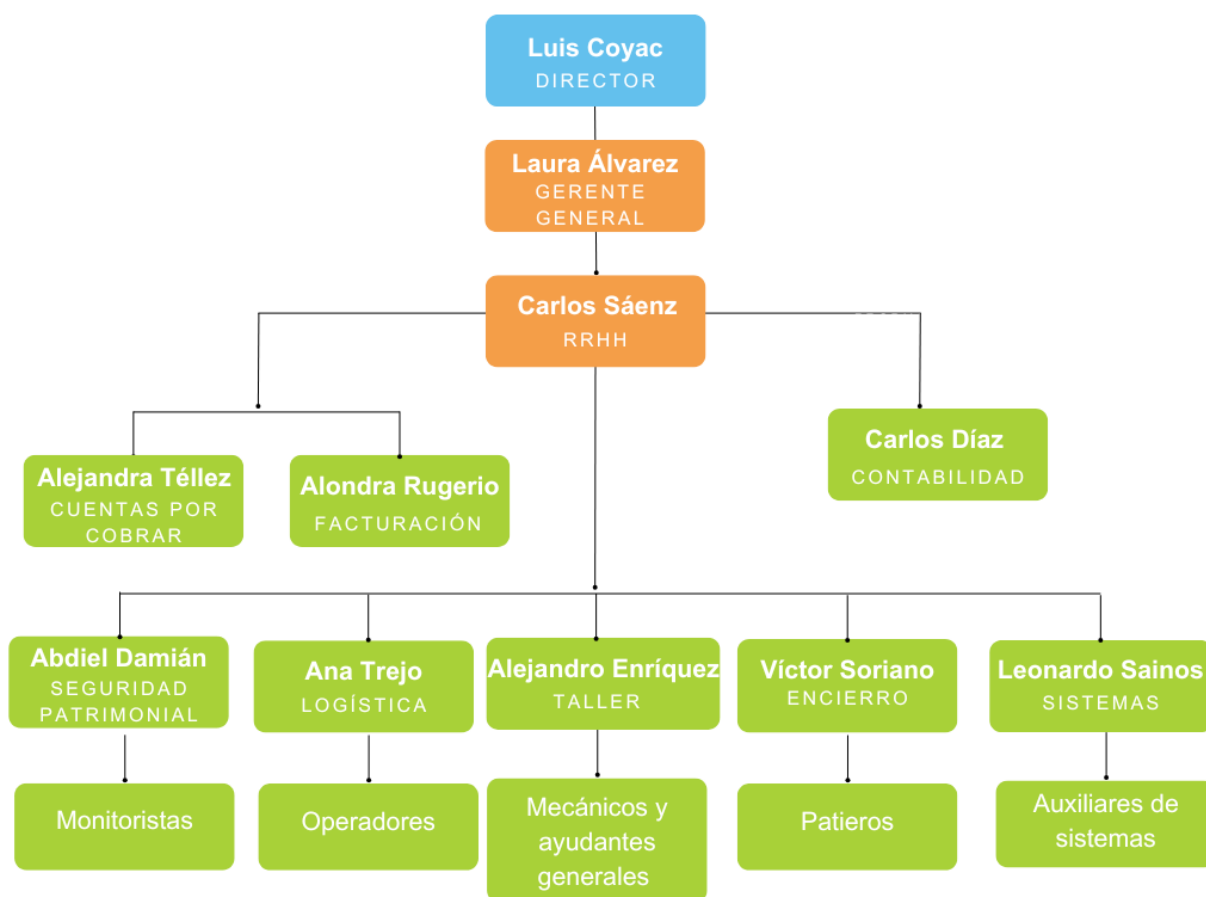 Luis Coyac
DIRECTOR
Laura Álvarez
GERENTE
GENERAL
Carlos Sáenz
RRHH
Alejandra Téllez
CUENTAS POR
COBRAR
Alondra Rugerio
FACTURACIÓN
Carlos Díaz
CONTABILIDAD
Abdiel Damián
SEGURIDAD
PATRIMONIAL
Ana Trejo
LOGÍSTICA
Alejandro Enríquez
TALLER
Víctor Soriano
ENCIERRO
Leonardo Sainos
SISTEMAS
Monitoristas
Operadores
Mecánicos y
ayudantes
generales
Patieros
Auxiliares de
sistemas